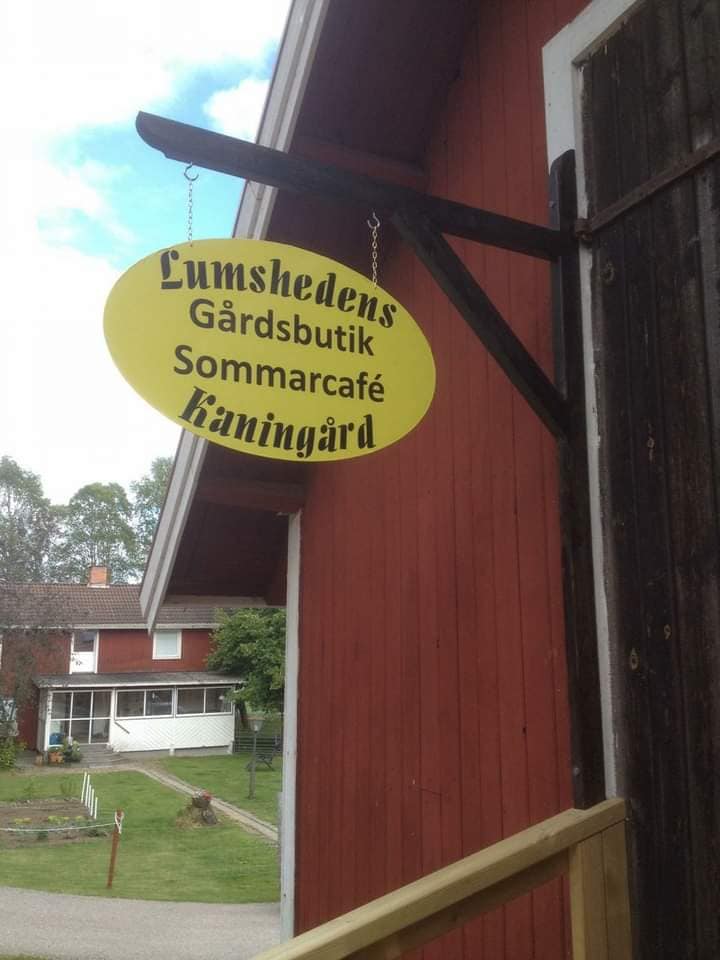 Lumshedens
Gårdsbutik
Sommarcafé
Kaningård